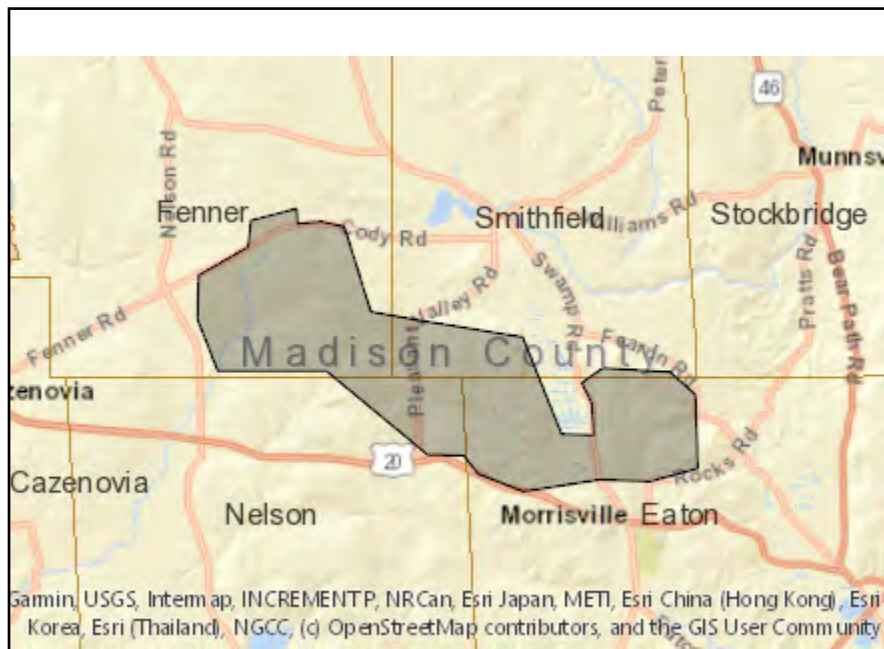 46
Peter
Munnsv
Nelson Rd
Fenner
Smithfield
Williams Rd
Stockbridge
Cody Rd
Pratts Rd
Bear Path Rd
Swamp Rd
Pleasant Valley Rd
Fenner Rd
Madison County
Fearon Rd
zenovia
20
Rocks Rd
Cazenovia
Nelson
Morrisville
Eaton
Garmin, USGS, Intermap, INCREMENT P, NRCan, Esri Japan, METI, Esri China (Hong Kong), Esri
Korea, Esri (Thailand), NGCC, (c) OpenStreetMap contributors, and the GIS User Community